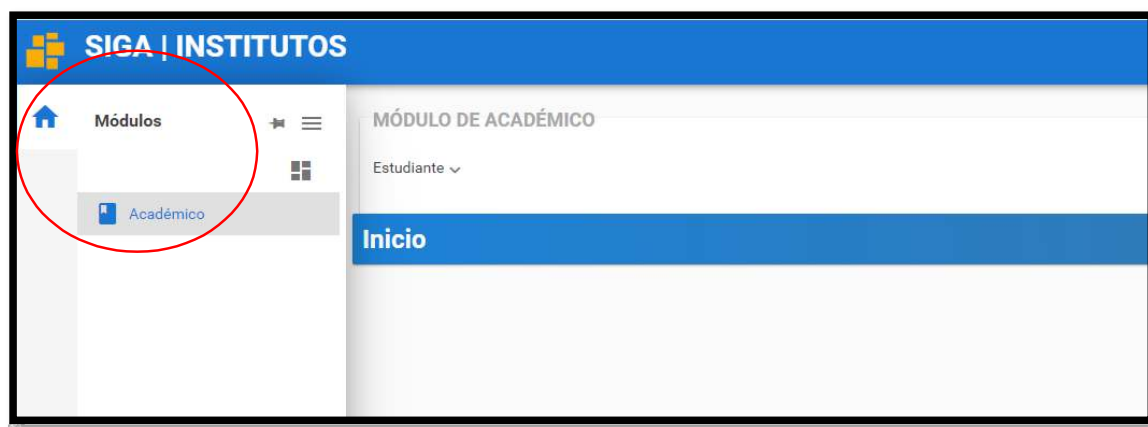 SIGA | INSTITUTOS
Módulos
Académico
MÓDULO DE ACADÉMICO
Estudiante
Inicio